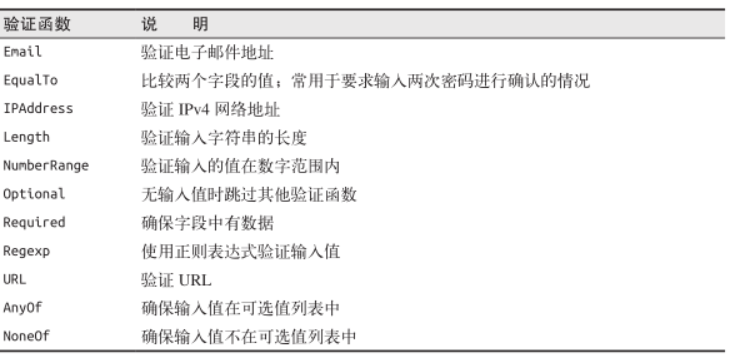 验证函数 说 明
Email 验证电子邮件地址
EqualTo 比较两个字段的值；常用于要求输入两次密码进行确认的情况
IPAddress 验证 IPv4 网络地址
Length 验证输入字符串的长度
NumberRange 验证输入的值在数字范围内
Optional 无输入值时跳过其他验证函数
Required 确保字段中有数据
Regexp 使用正则表达式验证输入值
URL 验证 URL
AnyOf 确保输入值在可选值列表中
NoneOf 确保输入值不在可选值列表中